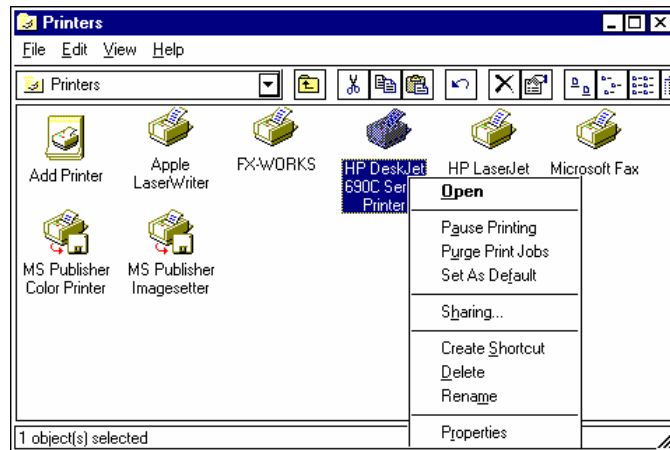 Printers
File Edit View Help
Printers
Add Printer
Apple
LaserWriter
FX-WORKS
HP DeskJet
690C Ser
Printer
HP LaserJet
Microsoft Fax
MS Publisher
Color Printer
MS Publisher
Imagesetter
Open
Pause Printing
Purge Print Jobs
Set As Default
Sharing...
Create Shortcut
Delete
Rename
Properties
1 object(s) selected